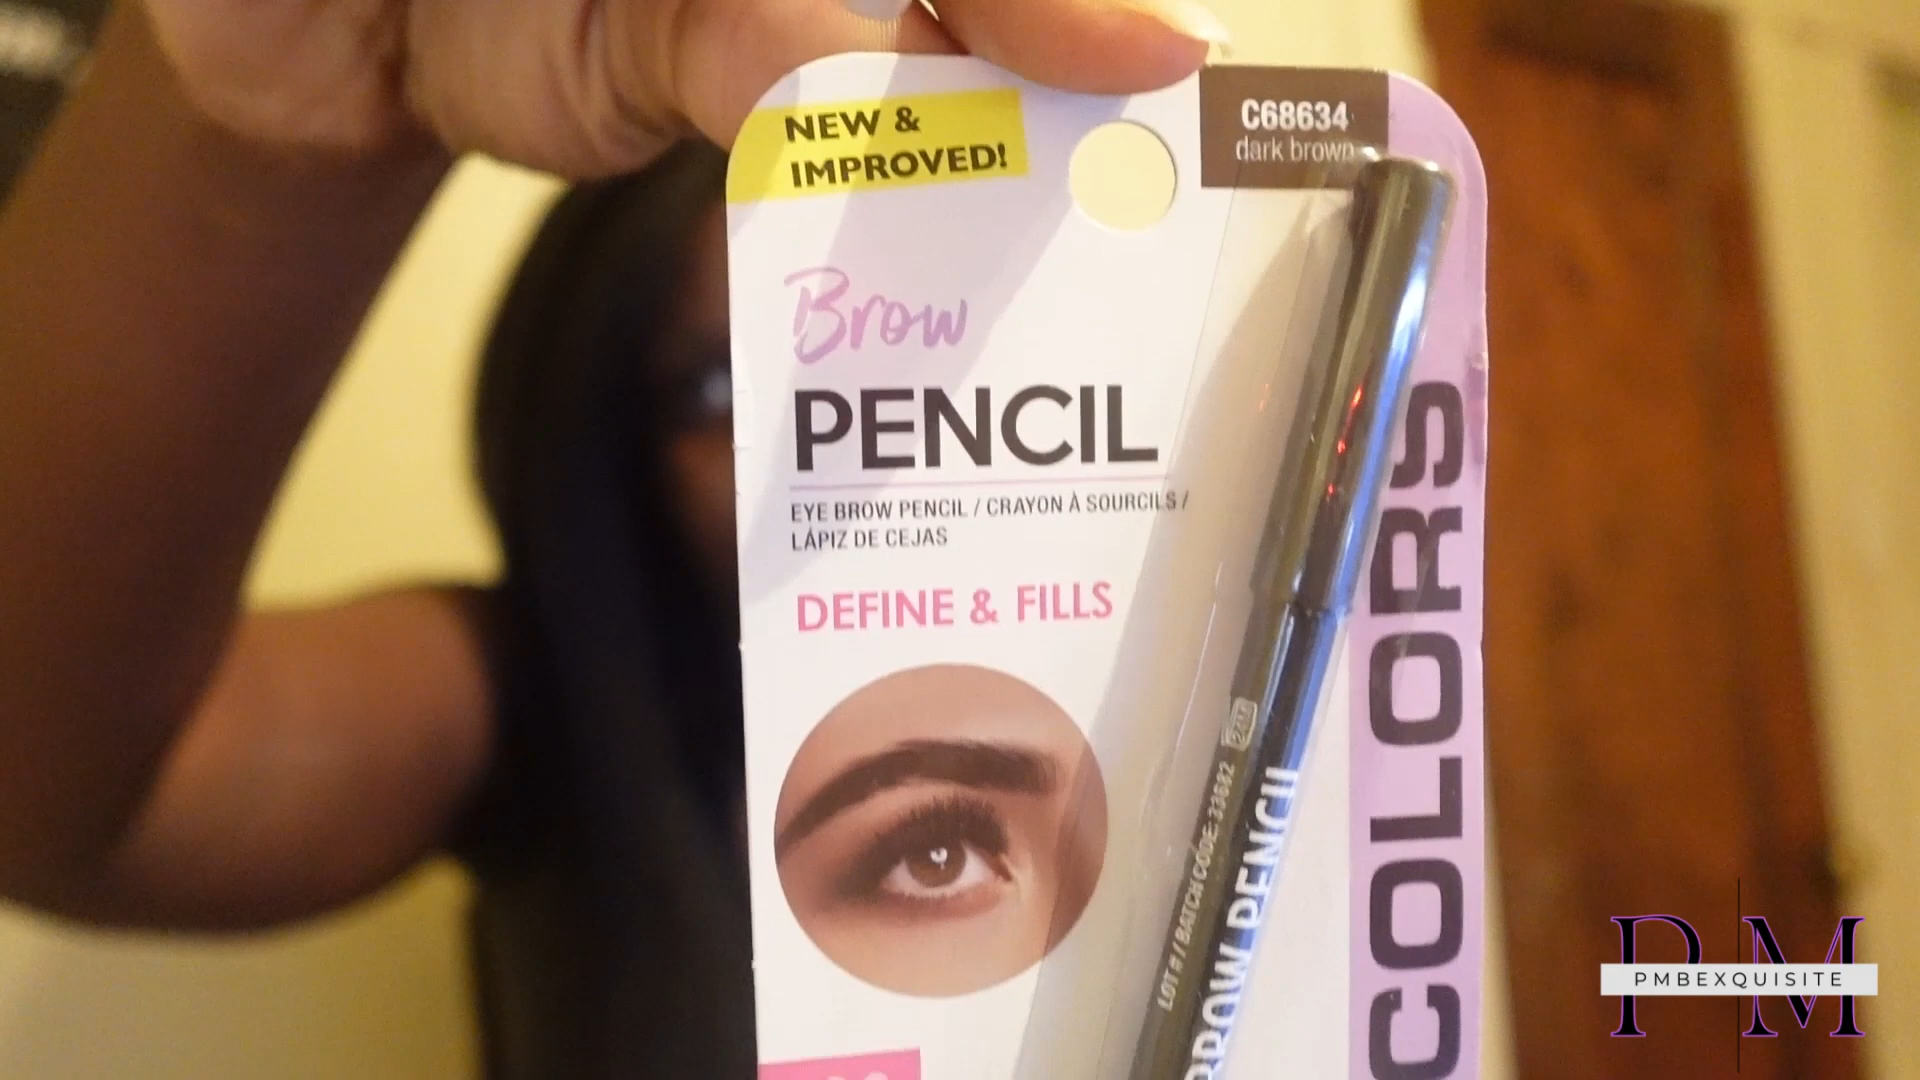 NEW &
IMPROVED!
C68634
dark brown
Brow
PENCIL
EYE BROW PENCIL / CRAYON À SOURCILS /
LÁPIZ DE CEJAS
DEFINE & FILLS
COLORS
24M
LOT # / BATCH CODE: 33682
BROW PENCIL
PM
PMBEXQUISITE